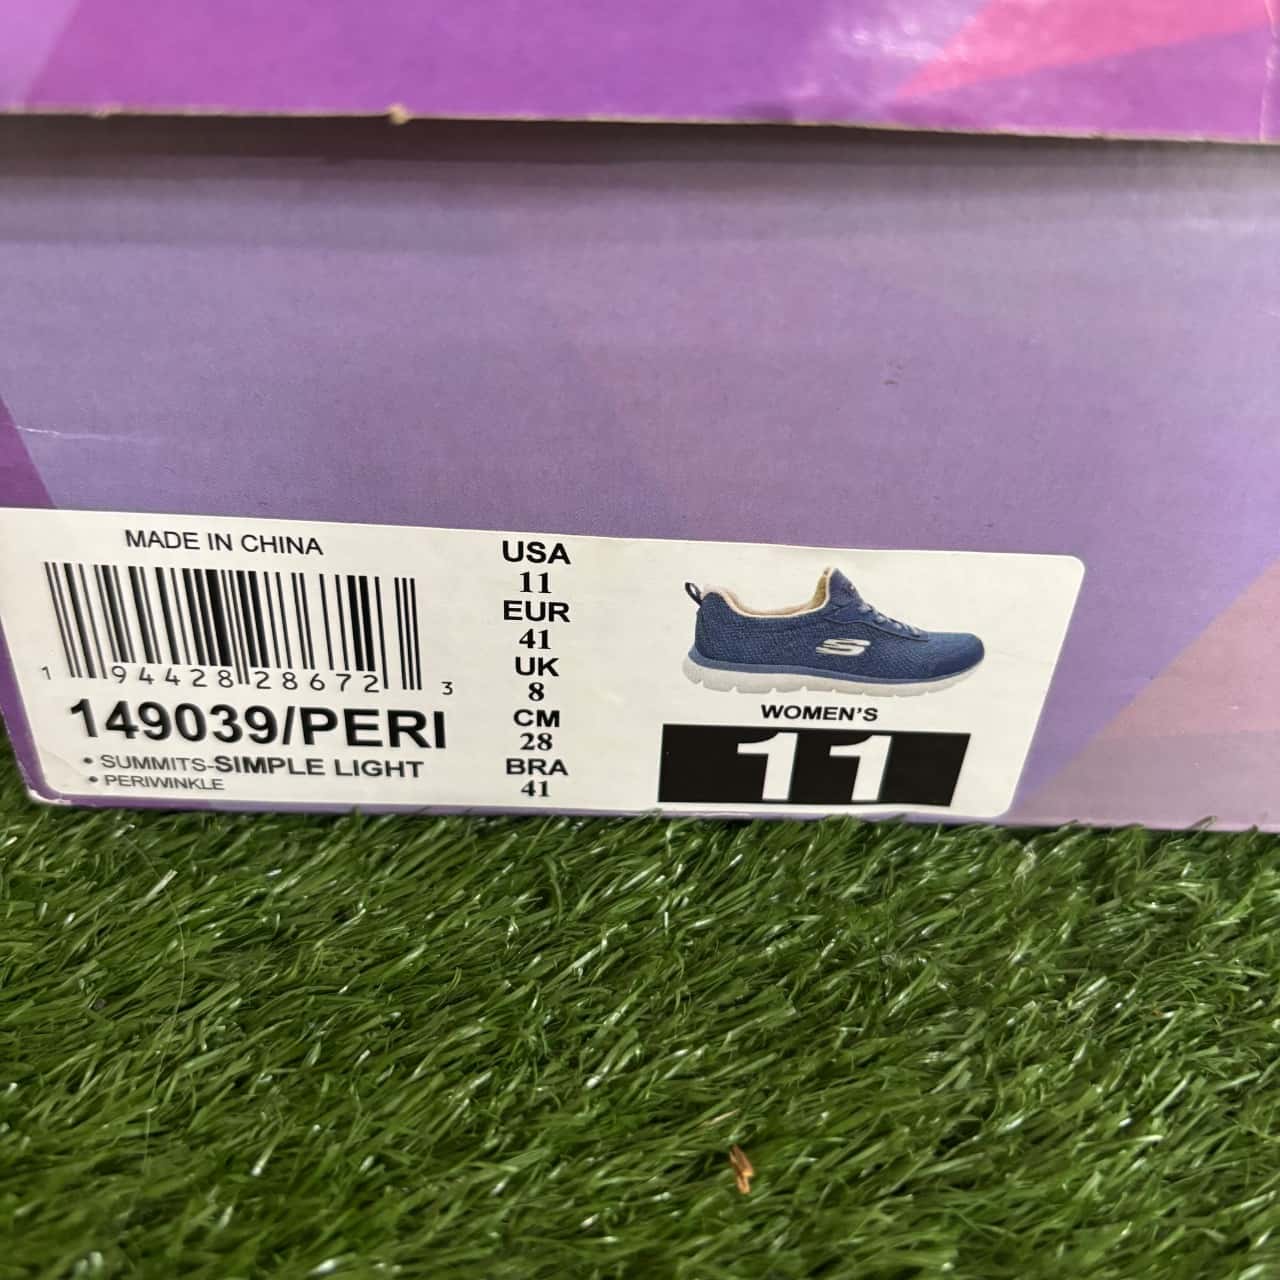 MADE IN CHINA
1 94428 28672 3
149039/PERI
• SUMMITS-SIMPLE LIGHT
• PERIWINKLE
USA
11
EUR
41
UK
8
CM
28
BRA
41
S
WOMEN'S
11